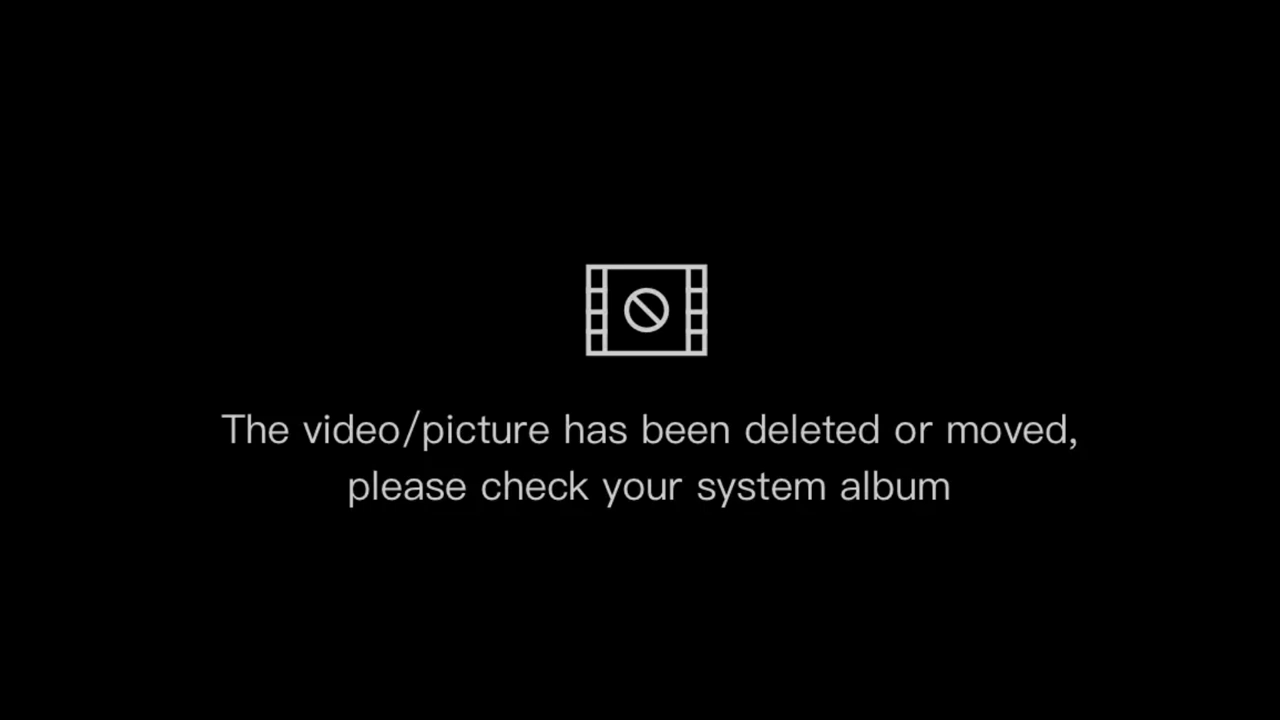 The video/picture has been deleted or moved,
please check your system album